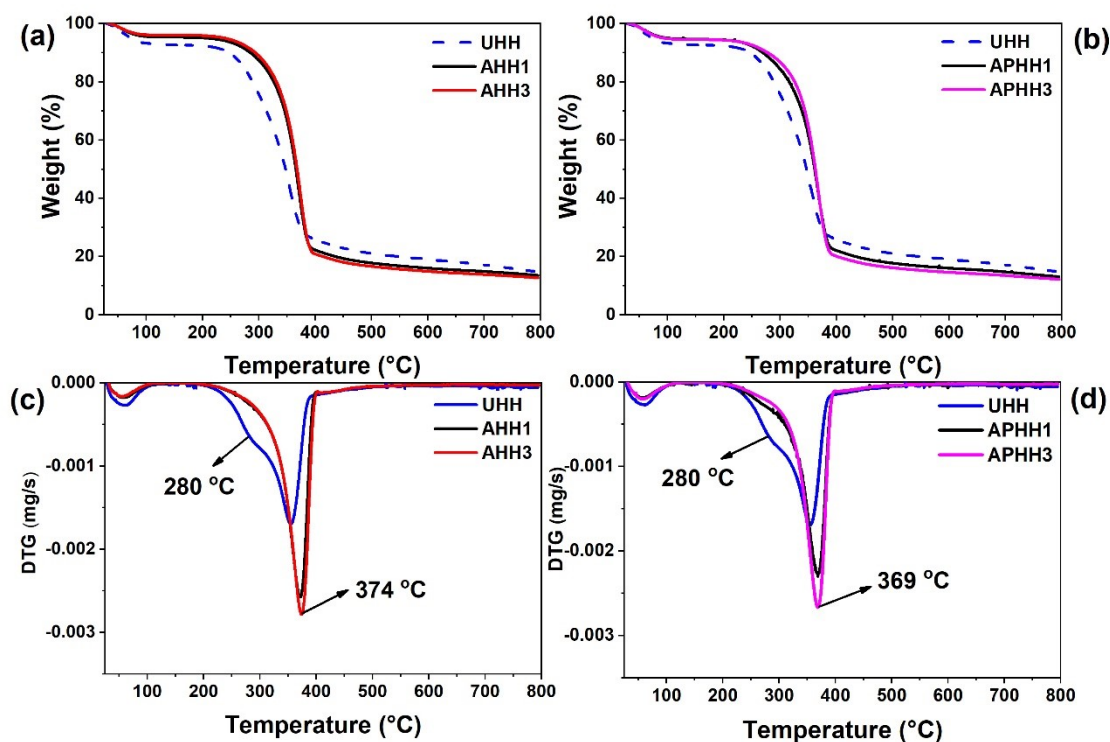 (a)
UHH
AHH1
AHH3
Weight (%)
100
80
60
40
20
0
100 200 300 400 500 600 700 800
Temperature (°C)
(b)
UHH
APHH1
APHH3
Weight (%)
100
80
60
40
20
0
100 200 300 400 500 600 700 800
Temperature (°C)
(c)
UHH
AHH1
AHH3
280 °C
374 °C
DTG (mg/s)
0.000
-0.001
-0.002
-0.003
100 200 300 400 500 600 700 800
Temperature (°C)
(d)
UHH
APHH1
APHH3
280 °C
369 °C
DTG (mg/s)
0.000
-0.001
-0.002
-0.003
100 200 300 400 500 600 700 800
Temperature (°C)